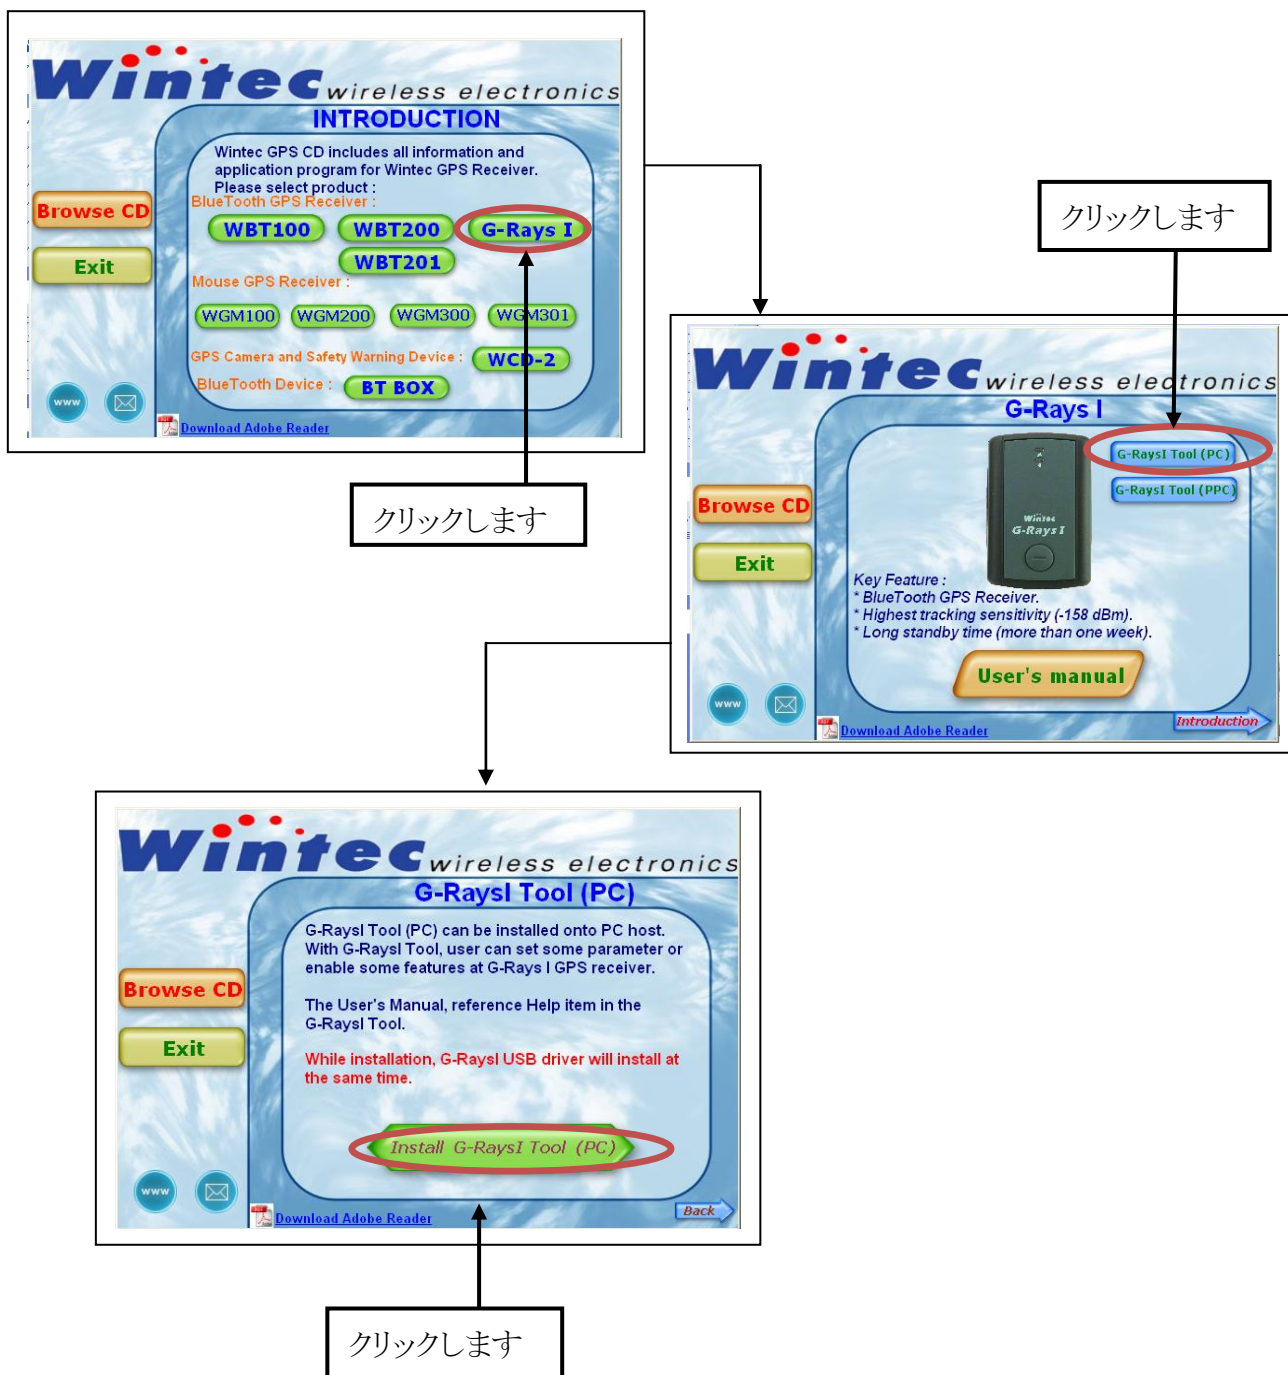 Wintec wireless electronics
INTRODUCTION
Wintec GPS CD includes all information and
application program for Wintec GPS Receiver.
Please select product :
BlueTooth GPS Receiver :
WBT100 WBT200 G-Rays I
WBT201
Mouse GPS Receiver :
WGM100 WGM200 WGM300 WGM301
GPS Camera and Safety Warning Device : WCD-2
BlueTooth Device : BT BOX
Browse CD
Exit
www
Download Adobe Reader
クリックします
クリックします
Wintec wireless electronics
G-Rays I
G-RaysI Tool (PC)
G-RaysI Tool (PPC)
Wintec
G-Rays I
Key Feature :
* BlueTooth GPS Receiver.
* Highest tracking sensitivity (-158 dBm).
* Long standby time (more than one week).
User's manual
Browse CD
Exit
www
Download Adobe Reader
Introduction
Wintec wireless electronics
G-RaysI Tool (PC)
G-RaysI Tool (PC) can be installed onto PC host.
With G-RaysI Tool, user can set some parameter or
enable some features at G-Rays I GPS receiver.
The User's Manual, reference Help item in the
G-RaysI Tool.
While installation, G-RaysI USB driver will install at
the same time.
Install G-RaysI Tool (PC)
Browse CD
Exit
www
Download Adobe Reader
Back
クリックします